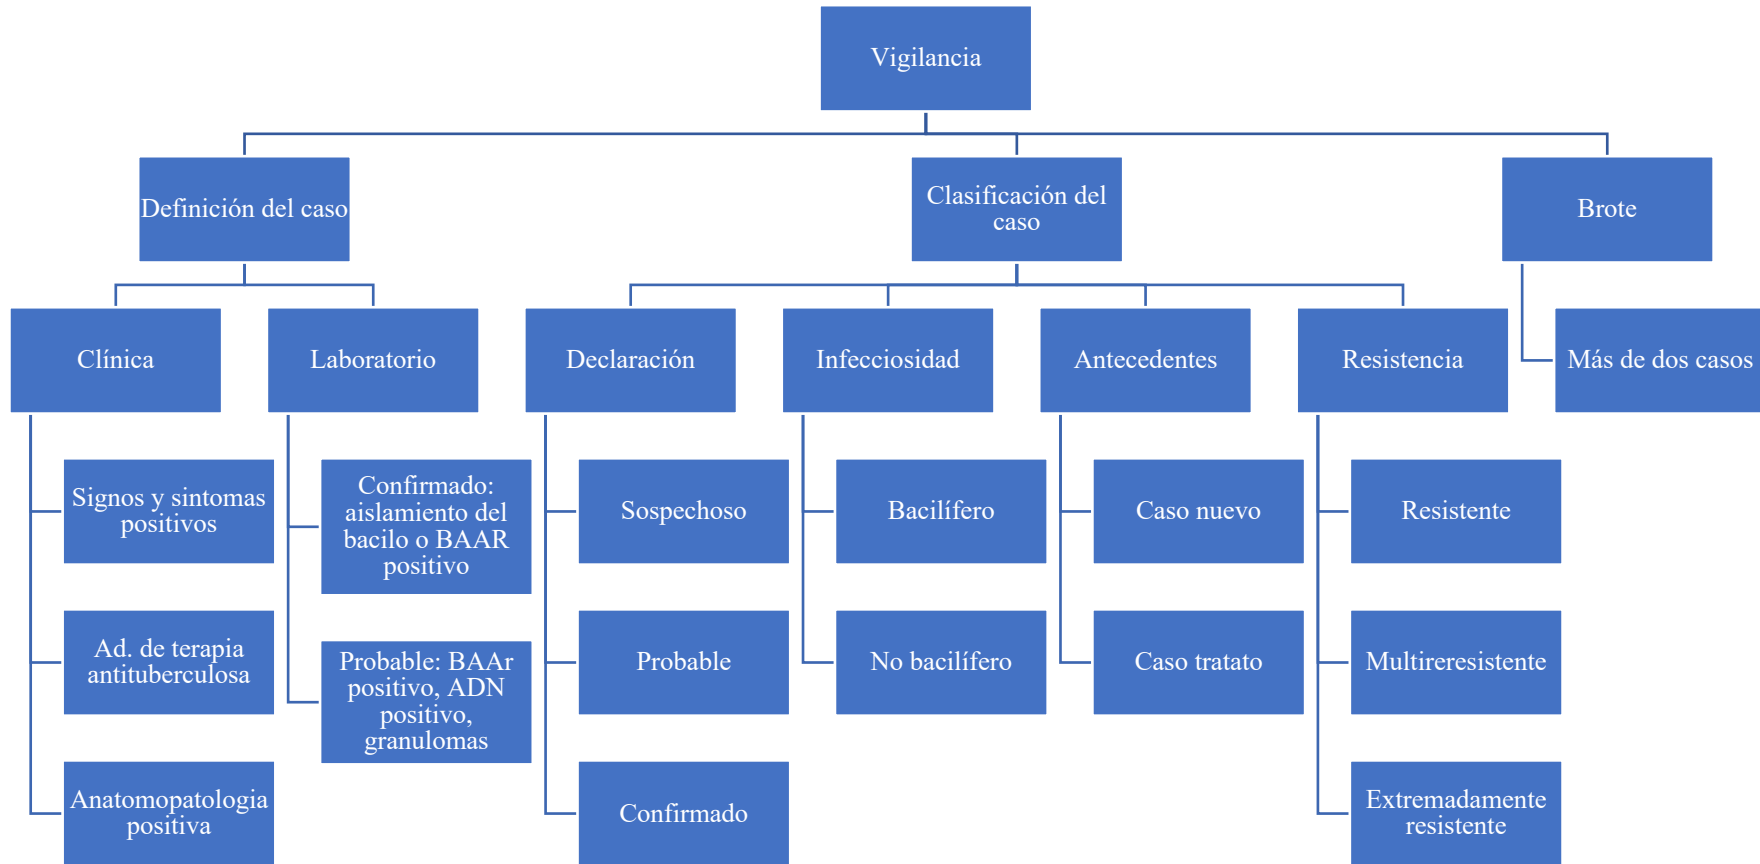 Vigilancia
Definición del caso
Clasificación del
caso
Brote
Clínica
Laboratorio
Declaración
Infecciosidad
Antecedentes
Resistencia
Más de dos casos
Signos y sintomas
positivos
Ad. de terapia
antituberculosa
Anatomopatologia
positiva
Confirmado:
aislamiento del
bacilo o BAAR
positivo
Probable: BAAr
positivo, ADN
positivo,
granulomas
Sospechoso
Probable
Confirmado
Bacilífero
No bacilífero
Caso nuevo
Caso tratato
Resistente
Multireresistente
Extremadamente
resistente